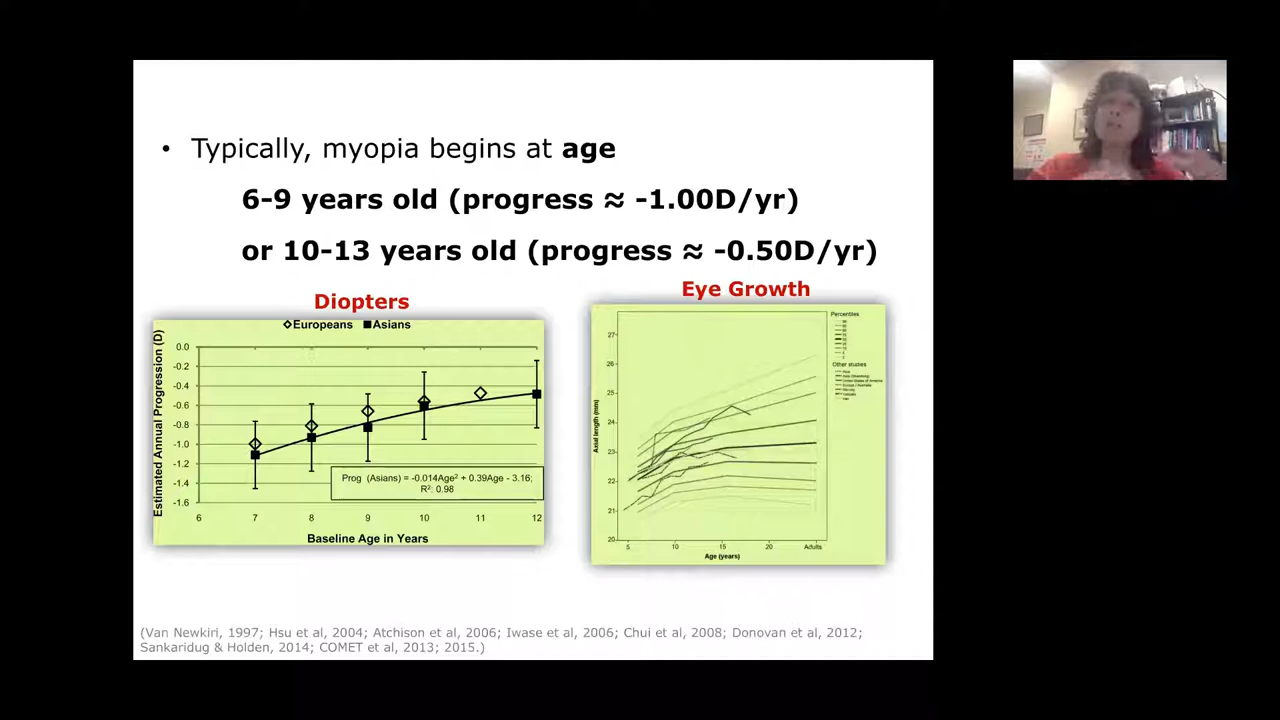 • Typically, myopia begins at age
6-9 years old (progress ≈ -1.00D/yr)
or 10-13 years old (progress ≈ -0.50D/yr)
Diopters
Eye Growth
Europeans Asians
Estimated Annual Progression (D)
0.0
-0.2
-0.4
-0.6
-0.8
-1.0
-1.2
-1.4
-1.6
Prog (Asians) = -0.014Age² + 0.39Age - 3.16;
R²: 0.98
6 7 8 9 10 11 12
Baseline Age in Years
Percentiles
Other studies
Axial length (mm)
27
26
25
24
23
22
21
20
5 10 15 20 Adults
Age (years)
(Van Newkiri, 1997; Hsu et al, 2004; Atchison et al, 2006; Iwase et al, 2006; Chui et al, 2008; Donovan et al, 2012;
Sankaridug & Holden, 2014; COMET et al, 2013; 2015.)